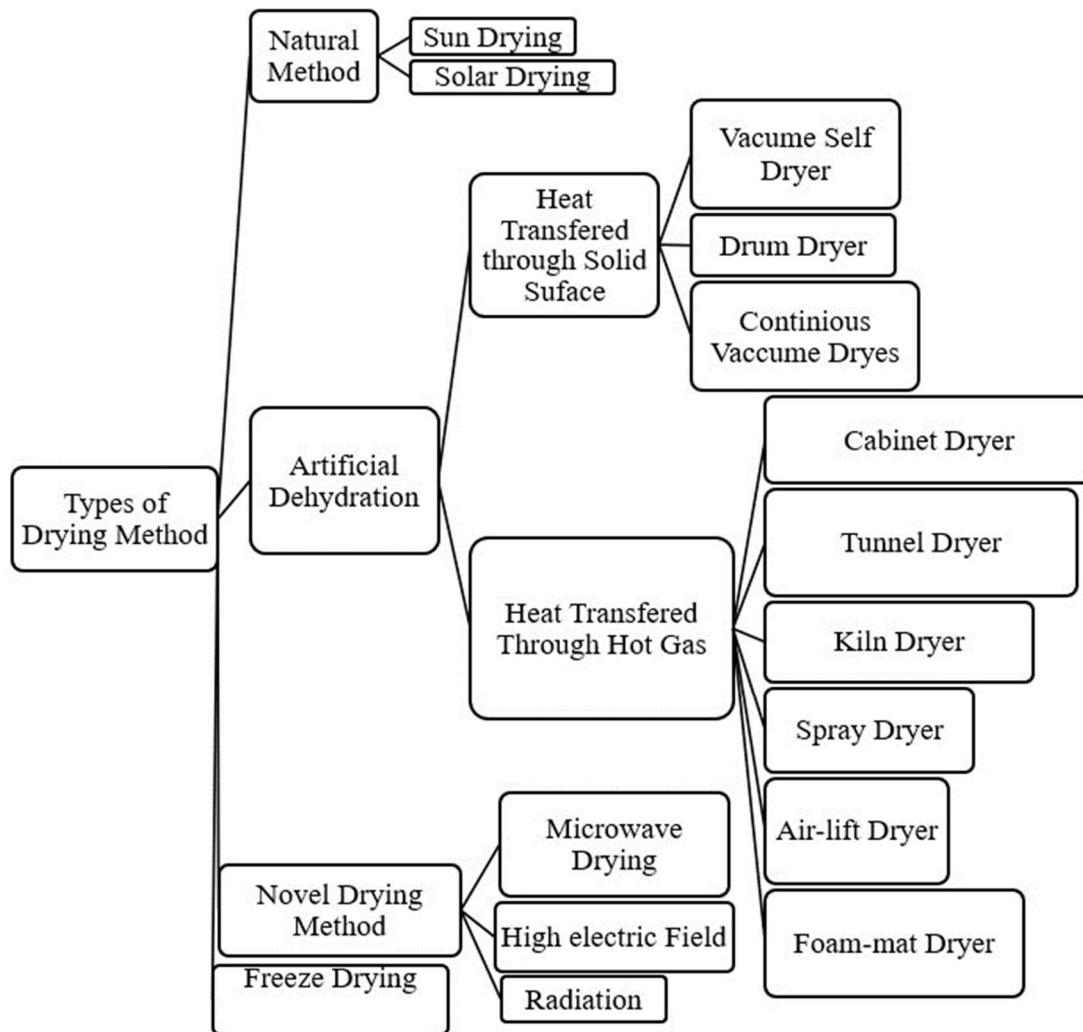 Natural
Method
Sun Drying
Solar Drying
Heat
Transfered
through Solid
Suface
Vacume Self
Dryer
Drum Dryer
Continious
Vaccume Dryes
Types of
Drying Method
Artificial
Dehydration
Heat Transfered
Through Hot Gas
Cabinet Dryer
Tunnel Dryer
Kiln Dryer
Spray Dryer
Air-lift Dryer
Foam-mat Dryer
Novel Drying
Method
Microwave
Drying
High electric Field
Radiation
Freeze Drying